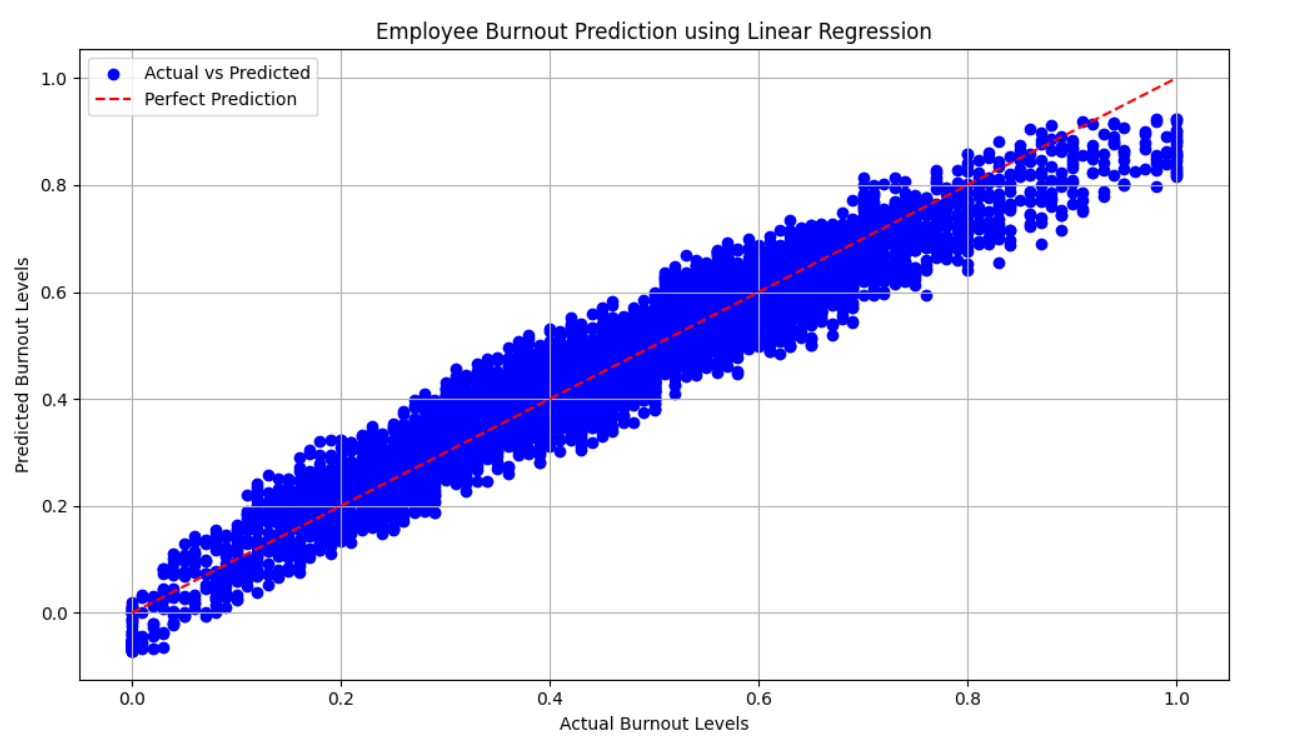 Employee Burnout Prediction using Linear Regression
Actual vs Predicted
Perfect Prediction
Predicted Burnout Levels
1.0
0.8
0.6
0.4
0.2
0.0
0.0 0.2 0.4 0.6 0.8 1.0
Actual Burnout Levels